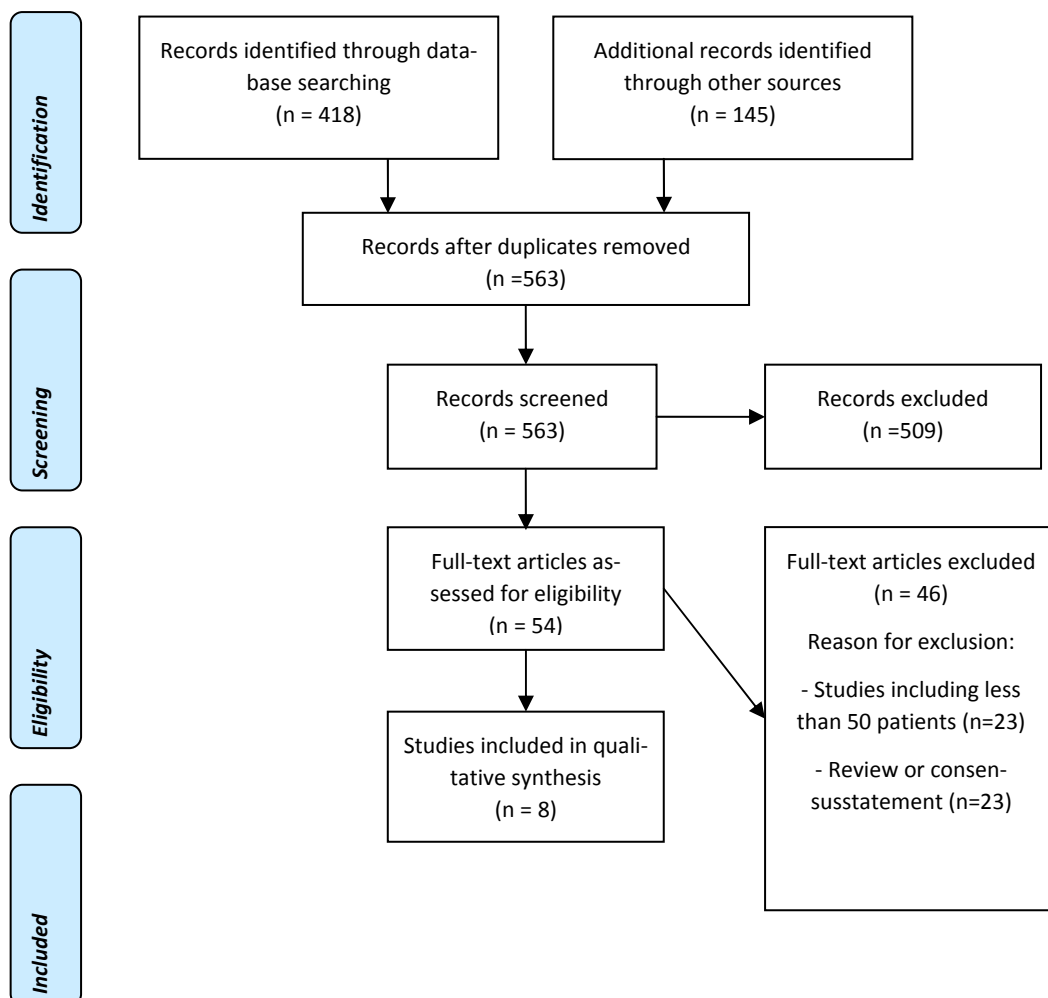 Identification
Records identified through data-
base searching
(n = 418)
Additional records identified
through other sources
(n = 145)
Records after duplicates removed
(n =563)
Screening
Records screened
(n = 563)
Records excluded
(n =509)
Eligibility
Full-text articles as-
sessed for eligibility
(n = 54)
Full-text articles excluded
(n = 46)
Reason for exclusion:
- Studies including less
than 50 patients (n=23)
- Review or consen-
susstatement (n=23)
Studies included in quali-
tative synthesis
(n = 8)
Included